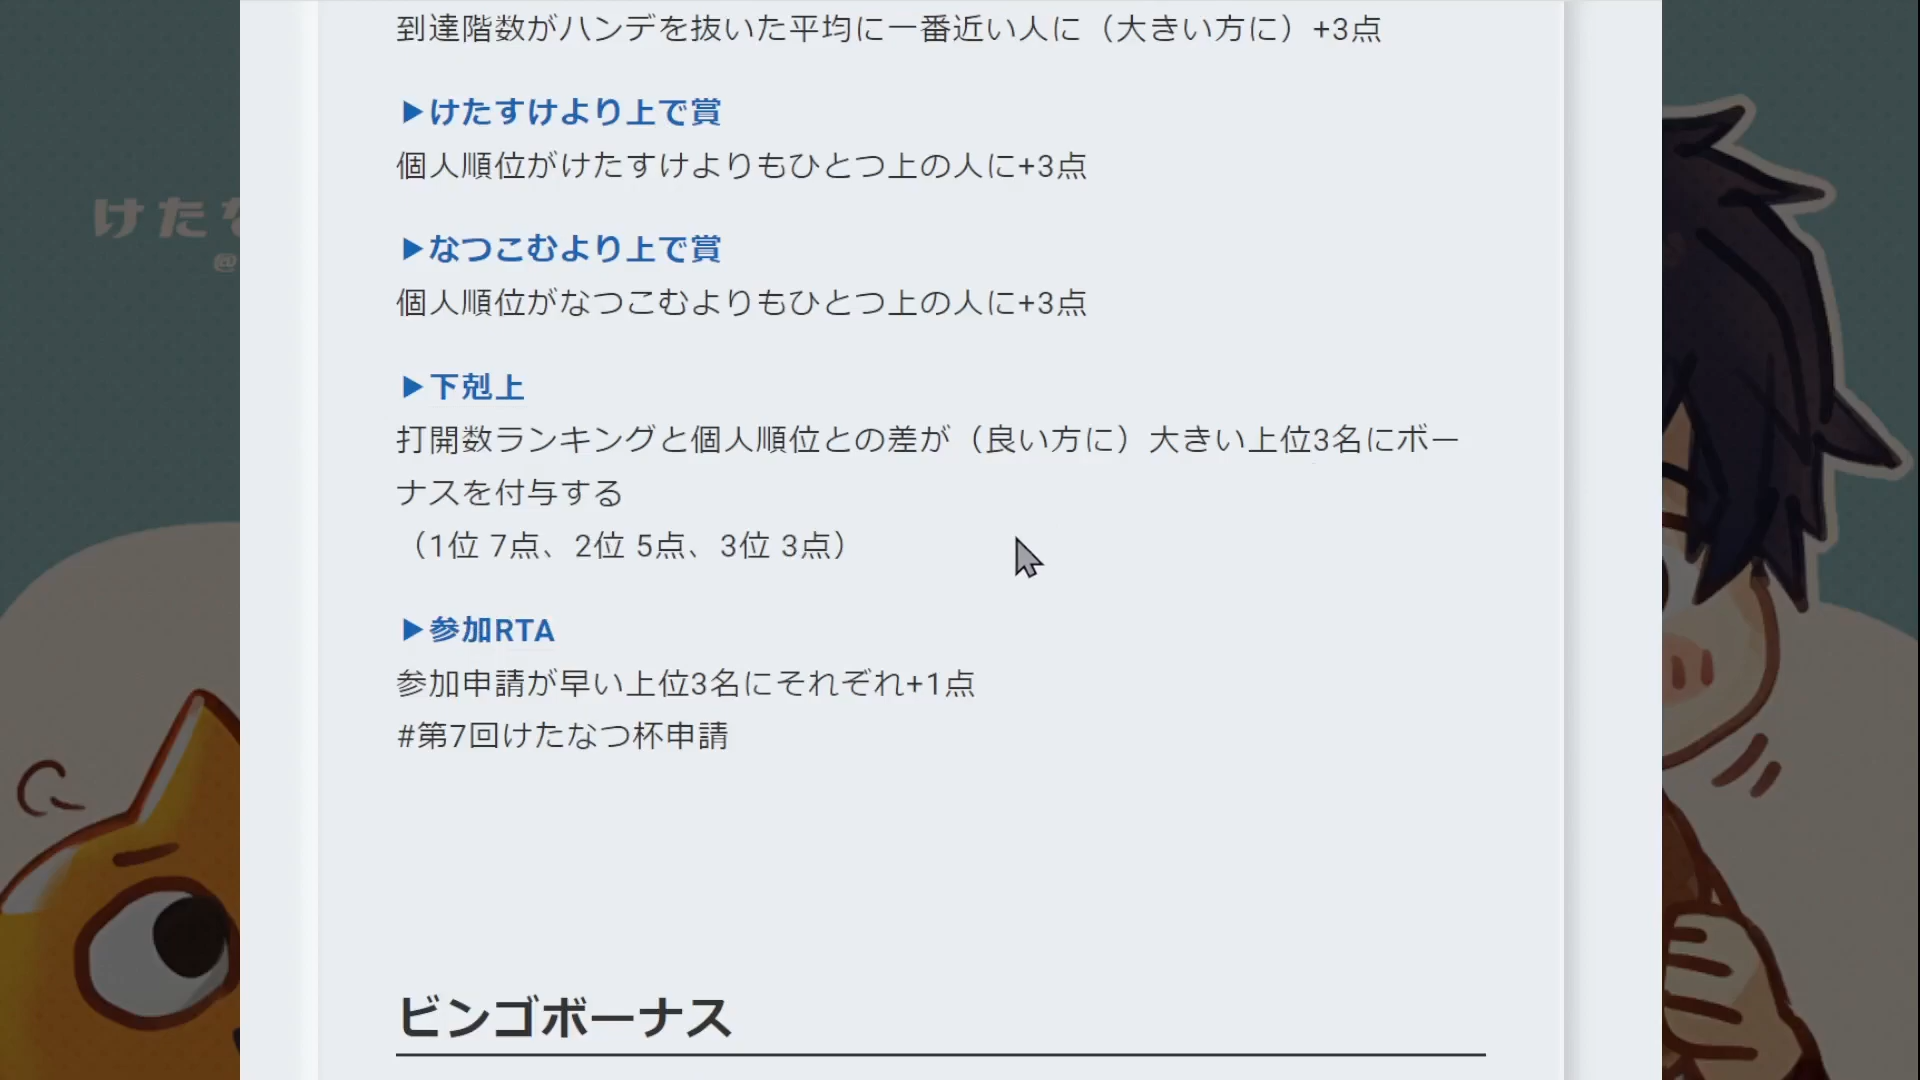 到達階数がハンデを抜いた平均に一番近い人に（大きい方に）+3点
▶けたすけより上で賞
個人順位がけたすけよりもひとつ上の人に+3点
けた
@
▶なつこむより上で賞
個人順位がなつこむよりもひとつ上の人に+3点
▶下剋上
打開数ランキングと個人順位との差が（良い方に）大きい上位3名にボー
ナスを付与する
（1位 7点、2位 5点、3位 3点）
▶参加RTA
参加申請が早い上位3名にそれぞれ+1点
#第7回けたなつ杯申請
ビンゴボーナス